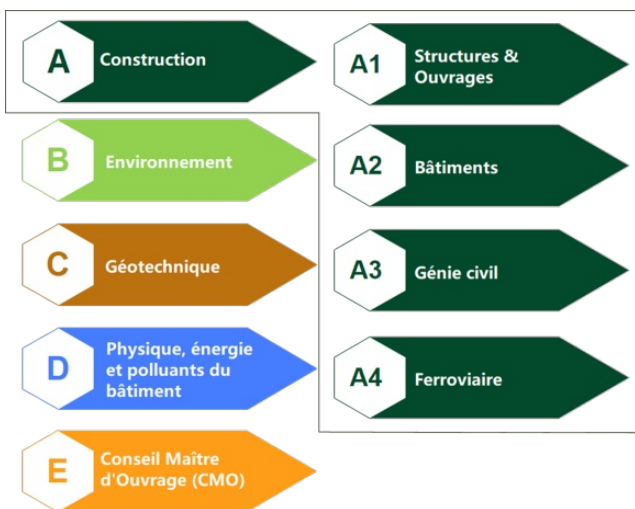 A
Construction
B
Environnement
C
Géotechnique
D
Physique, énergie
et polluants du
bâtiment
E
Conseil Maître
d'Ouvrage (CMO)
A1
Structures &
Ouvrages
A2
Bâtiments
A3
Génie civil
A4
Ferroviaire